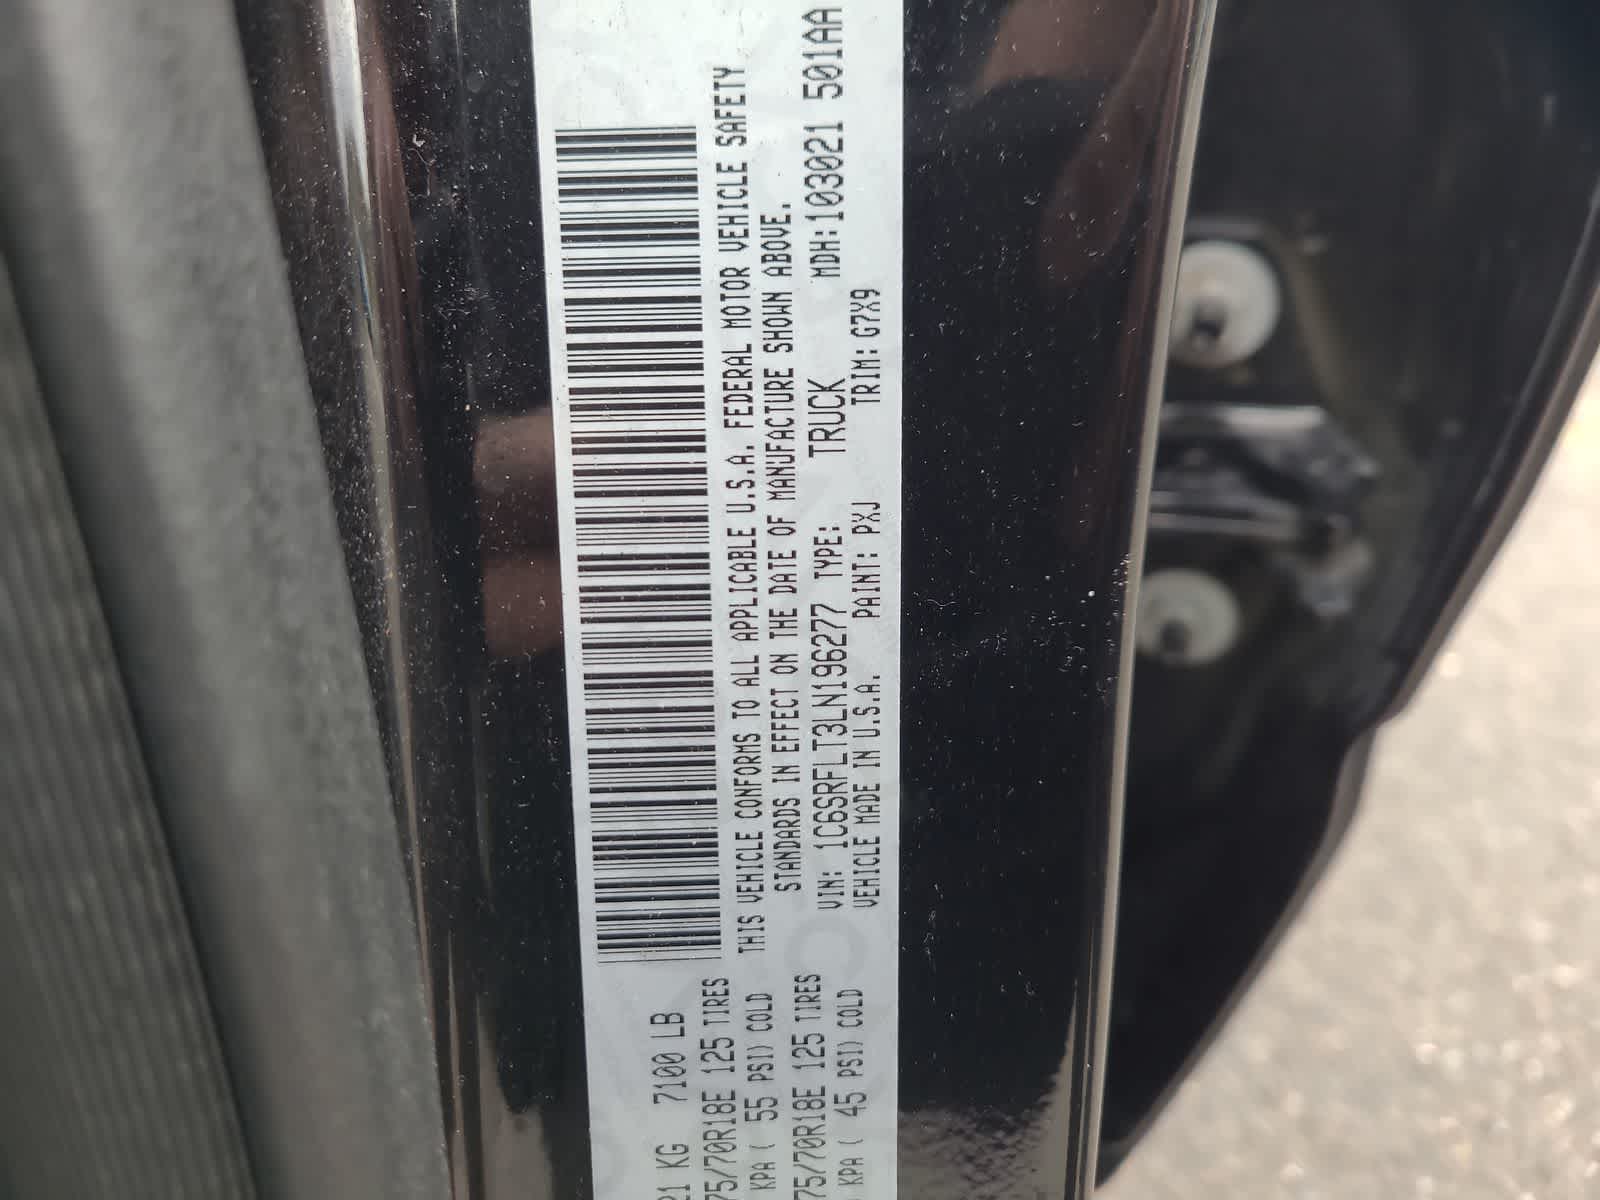 21 KG 7100 LB
75/70R18E 125 TIRES
KPA ( 55 PSI) COLD
THIS VEHICLE CONFORMS TO ALL APPLICABLE U.S.A. FEDERAL MOTOR VEHICLE SAFETY
STANDARDS IN EFFECT ON THE DATE OF MANUFACTURE SHOWN ABOVE.
75/70R18E 125 TIRES
KPA ( 45 PSI) COLD
VIN: 1C6SRFLT3LN196277 TYPE: TRUCK MDH:103021 501AA
VEHICLE MADE IN U.S.A. PAINT: PXJ TRIM: G7X9